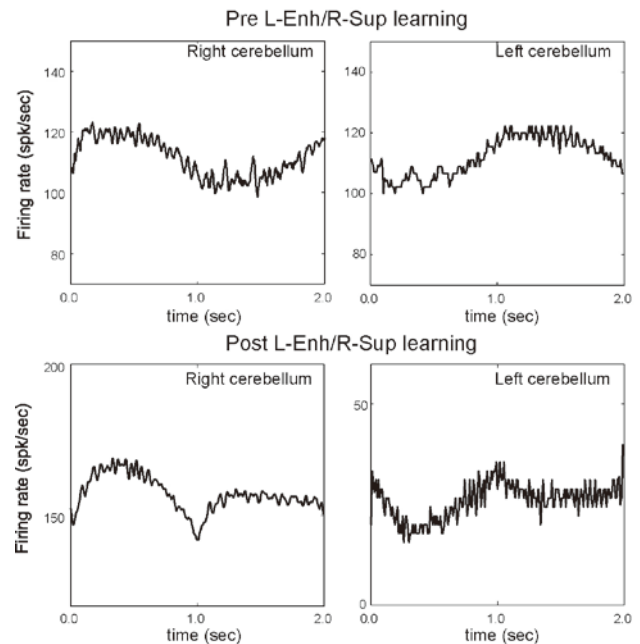 Pre L-Enh/R-Sup learning
Right cerebellum
Left cerebellum
Firing rate (spk/sec)
140
120
100
80
140
120
100
80
0.0 1.0 2.0
0.0 1.0 2.0
time (sec)
time (sec)
Post L-Enh/R-Sup learning
Right cerebellum
Left cerebellum
Firing rate (spk/sec)
200
150
60
30
0
0.0 1.0 2.0
0.0 1.0 2.0
time (sec)
time (sec)